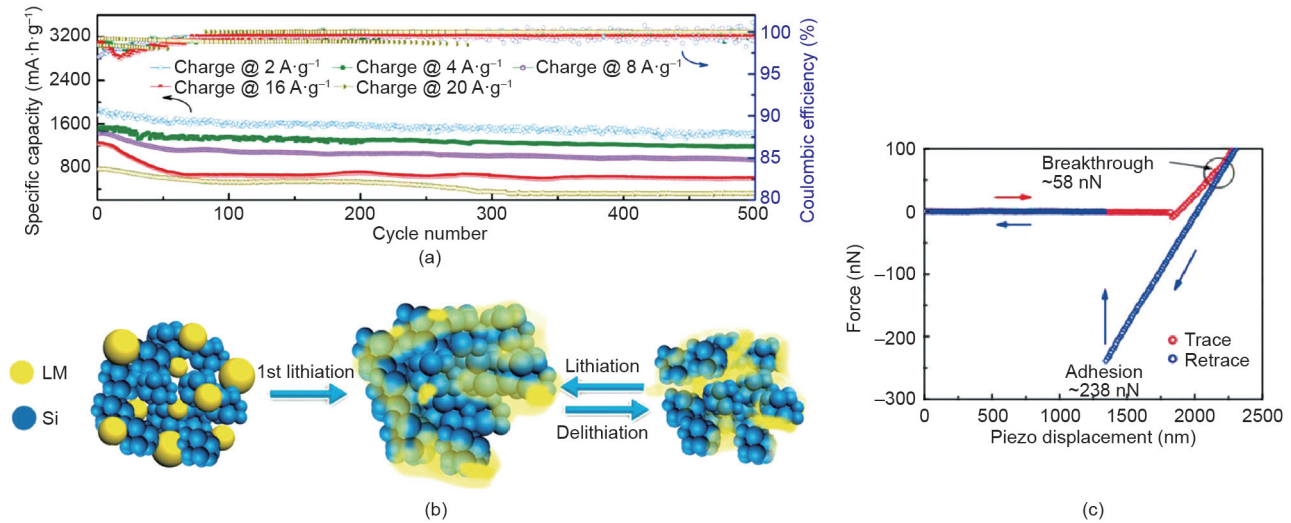 (a)
Specific capacity (mA·h·g⁻¹)
3200
2400
1600
800
Charge @ 2 A·g⁻¹ Charge @ 4 A·g⁻¹ Charge @ 8 A·g⁻¹
Charge @ 16 A·g⁻¹ Charge @ 20 A·g⁻¹
100
95
90
85
80
Coulombic efficiency (%)
0 100 200 300 400 500
Cycle number
(a)
LM
Si
1st lithiation
Lithiation
Delithiation
(b)
Force (nN)
100
0
–100
–200
–300
Breakthrough
~58 nN
Trace
Retrace
Adhesion
~238 nN
0 500 1000 1500 2000 2500
Piezo displacement (nm)
(c)